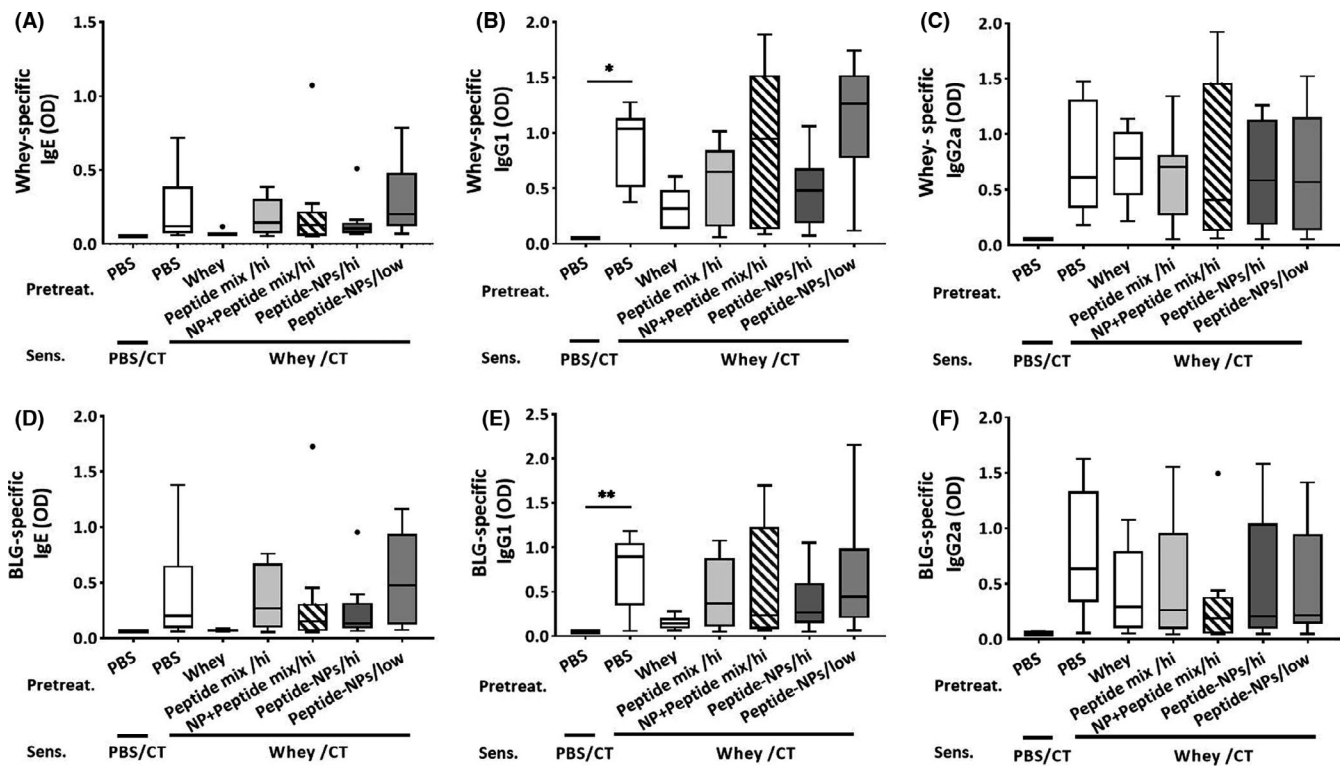 (A)
Whey-specific
IgE (OD)
1.5
1.0
0.5
0.0
PBS
PBS
Whey
Peptide mix /hi
NP+Peptide mix/hi
Peptide-NPs/hi
Peptide-NPs/low
Pretreat.
Sens.
PBS/CT
Whey /CT
(B)
Whey-specific
IgG1 (OD)
2.0
1.5
1.0
0.5
0.0
*
PBS
PBS
Whey
Peptide mix /hi
NP+Peptide mix/hi
Peptide-NPs/hi
Peptide-NPs/low
Pretreat.
Sens.
PBS/CT
Whey /CT
(C)
Whey- specific
IgG2a (OD)
2.0
1.5
1.0
0.5
0.0
PBS
PBS
Whey
Peptide mix /hi
NP+Peptide mix/hi
Peptide-NPs/hi
Peptide-NPs/low
Pretreat.
Sens.
PBS/CT
Whey /CT
(D)
BLG-specific
IgE (OD)
2.0
1.5
1.0
0.5
0.0
PBS
PBS
Whey
Peptide mix /hi
NP+Peptide mix/hi
Peptide-NPs/hi
Peptide-NPs/low
Pretreat.
Sens.
PBS/CT
Whey /CT
(E)
BLG-specific
IgG1 (OD)
2.5
2.0
1.5
1.0
0.5
0.0
**
PBS
PBS
Whey
Peptide mix /hi
NP+Peptide mix/hi
Peptide-NPs/hi
Peptide-NPs/low
Pretreat.
Sens.
PBS/CT
Whey /CT
(F)
BLG-specific
IgG2a (OD)
2.0
1.5
1.0
0.5
0.0
PBS
PBS
Whey
Peptide mix /hi
NP+Peptide mix/hi
Peptide-NPs/hi
Peptide-NPs/low
Pretreat.
Sens.
PBS/CT
Whey /CT